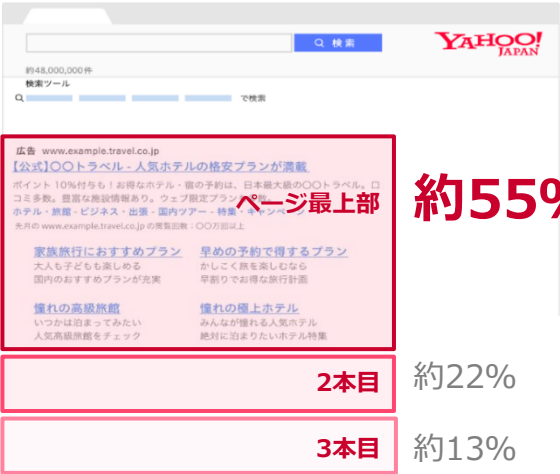 検索
YAHOO!
JAPAN
約48,000,000件
検索ツール
で検索
広告 www.example.travel.co.jp
【公式】〇〇トラベル - 人気ホテルの格安プランが満載
ポイント 10%付与も!お得なホテル・宿の予約は、日本最大級の〇〇トラベル。口
コミ多数。豊富な施設情報あり。ウェブ限定プラン
ページ最上部
約55%
ホテル・旅館 - ビジネス・出張 - 国内ツアー - 特集・キャンペーン
先月の www.example.travel.co.jp の閲覧回数:〇〇万回以上
家族旅行におすすめプラン 早めの予約で得するプラン
大人も子どもも楽しめる かしこく旅を楽しむなら
国内のおすすめプランが充実 早割りでお得な旅行計画
憧れの高級旅館 憧れの極上ホテル
いつかは泊まってみたい みんなが憧れる人気ホテル
人気高級旅館をチェック 絶対に泊まりたいホテル特集
2本目 約22%
3本目 約13%